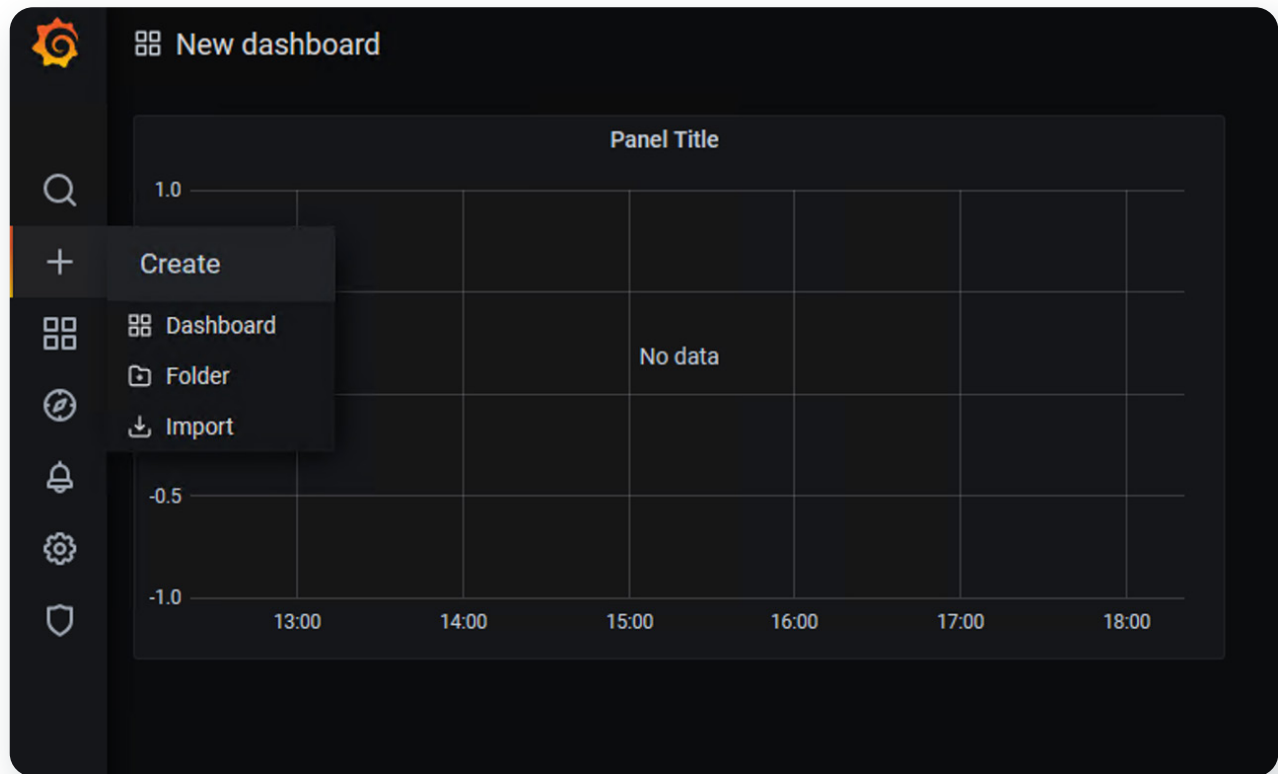 New dashboard
Panel Title
1.0
Create
Dashboard
No data
Folder
Import
-0.5
-1.0
13:00 14:00 15:00 16:00 17:00 18:00